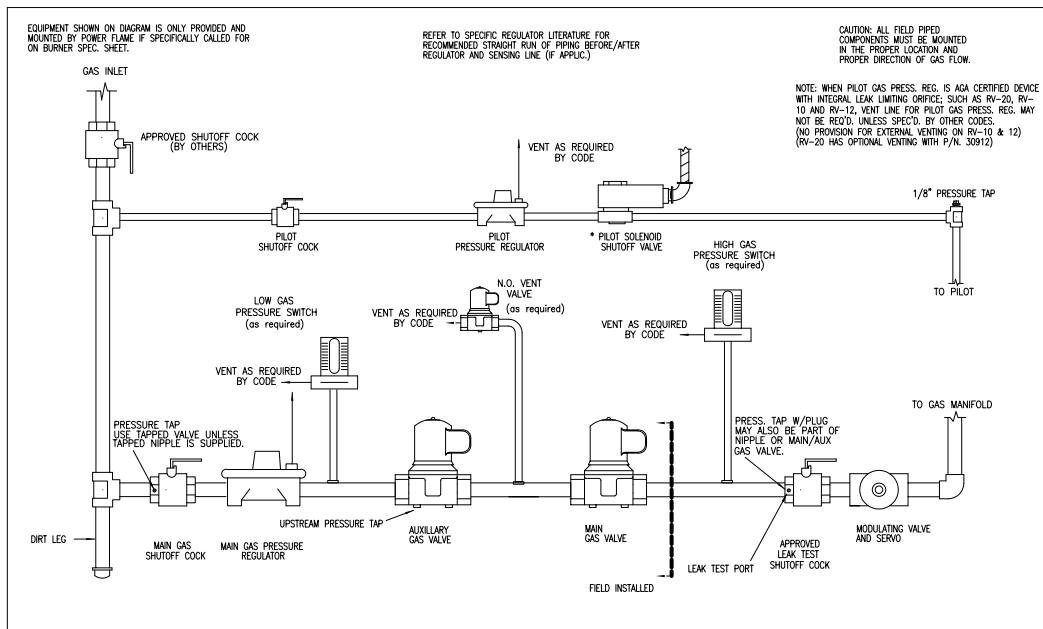 EQUIPMENT SHOWN ON DIAGRAM IS ONLY PROVIDED AND
MOUNTED BY POWER FLAME IF SPECIFICALLY CALLED FOR
ON BURNER SPEC. SHEET.
REFER TO SPECIFIC REGULATOR LITERATURE FOR
RECOMMENDED STRAIGHT RUN OF PIPING BEFORE/AFTER
REGULATOR AND SENSING LINE (IF APPLIC.)
CAUTION: ALL FIELD PIPED
COMPONENTS MUST BE MOUNTED
IN THE PROPER LOCATION AND
PROPER DIRECTION OF GAS FLOW.
NOTE: WHEN PILOT GAS PRESS. REG. IS AGA CERTIFIED DEVICE
WITH INTEGRAL LEAK LIMITING ORIFICE; SUCH AS RV-20, RV-
10 AND RV-12, VENT LINE FOR PILOT GAS PRESS. REG. MAY
NOT BE REQ'D. UNLESS SPEC'D. BY OTHER CODES.
(NO PROVISION FOR EXTERNAL VENTING ON RV-10 & 12)
(RV-20 HAS OPTIONAL VENTING WITH P/N. 30912)
GAS INLET
APPROVED SHUTOFF COCK
(BY OTHERS)
VENT AS REQUIRED
BY CODE
1/8" PRESSURE TAP
PILOT
SHUTOFF COCK
PILOT
PRESSURE REGULATOR
* PILOT SOLENOID
SHUTOFF VALVE
HIGH GAS
PRESSURE SWITCH
(as required)
TO PILOT
LOW GAS
PRESSURE SWITCH
(as required)
N.O. VENT
VALVE
(as required)
VENT AS REQUIRED
BY CODE
VENT AS REQUIRED
BY CODE
VENT AS REQUIRED
BY CODE
TO GAS MANIFOLD
PRESSURE TAP
USE TAPPED VALVE UNLESS
TAPPED NIPPLE IS SUPPLIED.
PRESS. TAP W/PLUG
MAY ALSO BE PART OF
NIPPLE OR MAIN/AUX
GAS VALVE.
UPSTREAM PRESSURE TAP
DIRT LEG
MAIN GAS
SHUTOFF COCK
MAIN GAS PRESSURE
REGULATOR
AUXILLARY
GAS VALVE
MAIN
GAS VALVE
MODULATING VALVE
AND SERVO
APPROVED
LEAK TEST
SHUTOFF COCK
LEAK TEST PORT
FIELD INSTALLED